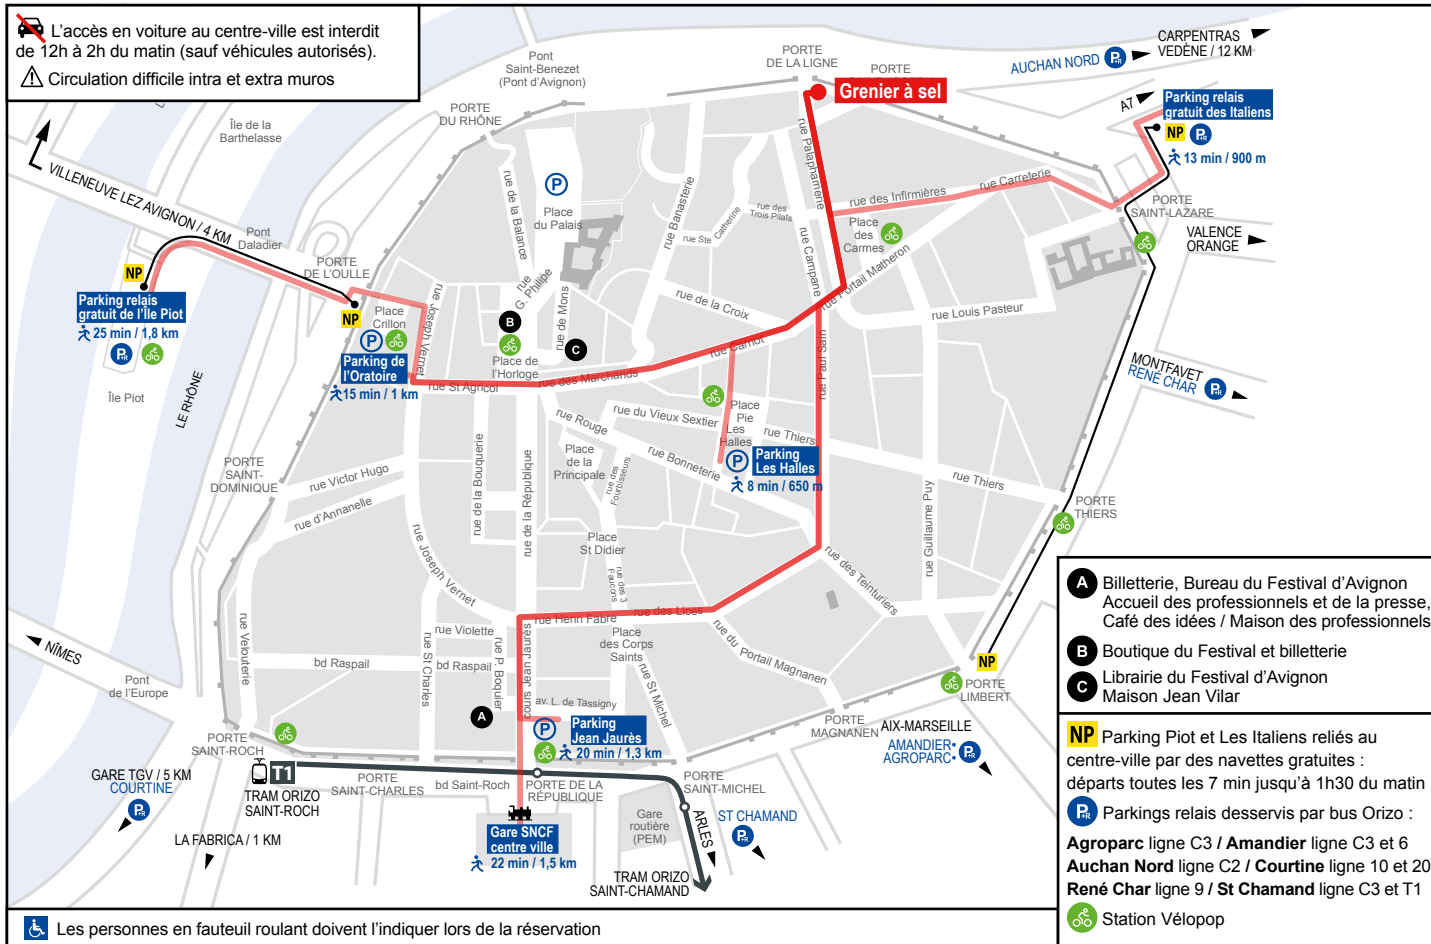 L'accès en voiture au centre-ville est interdit
de 12h à 2h du matin (sauf véhicules autorisés).
Circulation difficile intra et extra muros
Pont
Saint-Benezet
(Pont d'Avignon)
PORTE
DE LA LIGNE
PORTE
AUCHAN NORD
P+R
CARPENTRAS
VEDÈNE / 12 KM
Grenier à sel
A7
Parking relais
gratuit des Italiens
NP
P+R
13 min / 900 m
PORTE
DU RHÔNE
Île de la
Barthelasse
VILLENEUVE LEZ AVIGNON / 4 KM
Pont
Daladier
PORTE
DE L'OULLE
NP
Parking relais
gratuit de l'Île Piot
25 min / 1,8 km
P+R
Île Piot
LE RHÔNE
NP
Place
Crillon
P
Parking de
l'Oratoire
15 min / 1 km
rue Joseph Vernet
rue de la Balance
P
Place
du Palais
rue
G. Philipe
rue de Mons
B
C
Place de
l'Horloge
rue Banasterie
rue Ste
Catherine
rue des
Trois Pilats
rue Palapharnerie
rue Campane
rue des Infirmières
rue Carreterie
Place
des
Carmes
rue Portail Matheron
rue de la Croix
rue Louis Pasteur
PORTE
SAINT-LAZARE
VALENCE
ORANGE
MONTFAVET
RENÉ CHAR
P+R
rue St Agricol
rue des Marchands
rue Carnot
rue Paul Saïn
rue Rouge
rue du Vieux Sextier
Place
Pie
Les
Halles
rue Thiers
rue Bonneterie
P
Parking
Les Halles
8 min / 650 m
rue Thiers
PORTE
THIERS
PORTE
SAINT-
DOMINIQUE
rue Victor Hugo
rue d'Annanelle
rue de la Bouquerie
rue de la République
Place
de la
Principale
rue des
Fourbisseurs
Place
St Didier
rue des 3
Faucons
rue Guillaume Puy
rue des Teinturiers
rue Joseph Vernet
rue des Lices
rue Henri Fabre
rue Violette
Place
des Corps
Saints
rue du
Portail Magnanen
rue Velouterie
bd Raspail
rue St Charles
bd Raspail
rue P. Boquier
cours Jean Jaurès
av. L. de Tassigny
rue St Michel
NP
PORTE
LIMBERT
PORTE
MAGNANEN
NÎMES
Pont
de l'Europe
A
P
Parking
Jean Jaurès
20 min / 1,3 km
AIX-MARSEILLE
AMANDIER
AGROPARC
P+R
PORTE
SAINT-ROCH
T1
TRAM ORIZO
SAINT-ROCH
GARE TGV / 5 KM
COURTINE
P+R
LA FABRICA / 1 KM
PORTE
SAINT-CHARLES
bd Saint-Roch
PORTE DE LA
RÉPUBLIQUE
PORTE
SAINT-MICHEL
Gare SNCF
centre ville
22 min / 1,5 km
Gare
routière
(PEM)
ARLES
ST CHAMAND
P+R
TRAM ORIZO
SAINT-CHAMAND
A Billetterie, Bureau du Festival d'Avignon
Accueil des professionnels et de la presse,
Café des idées / Maison des professionnels
B Boutique du Festival et billetterie
C Librairie du Festival d'Avignon
Maison Jean Vilar
NP Parking Piot et Les Italiens reliés au
centre-ville par des navettes gratuites :
départs toutes les 7 min jusqu'à 1h30 du matin
P+R Parkings relais desservis par bus Orizo :
Agroparc ligne C3 / Amandier ligne C3 et 6
Auchan Nord ligne C2 / Courtine ligne 10 et 20
René Char ligne 9 / St Chamand ligne C3 et T1
Station Vélopop
Les personnes en fauteuil roulant doivent l'indiquer lors de la réservation